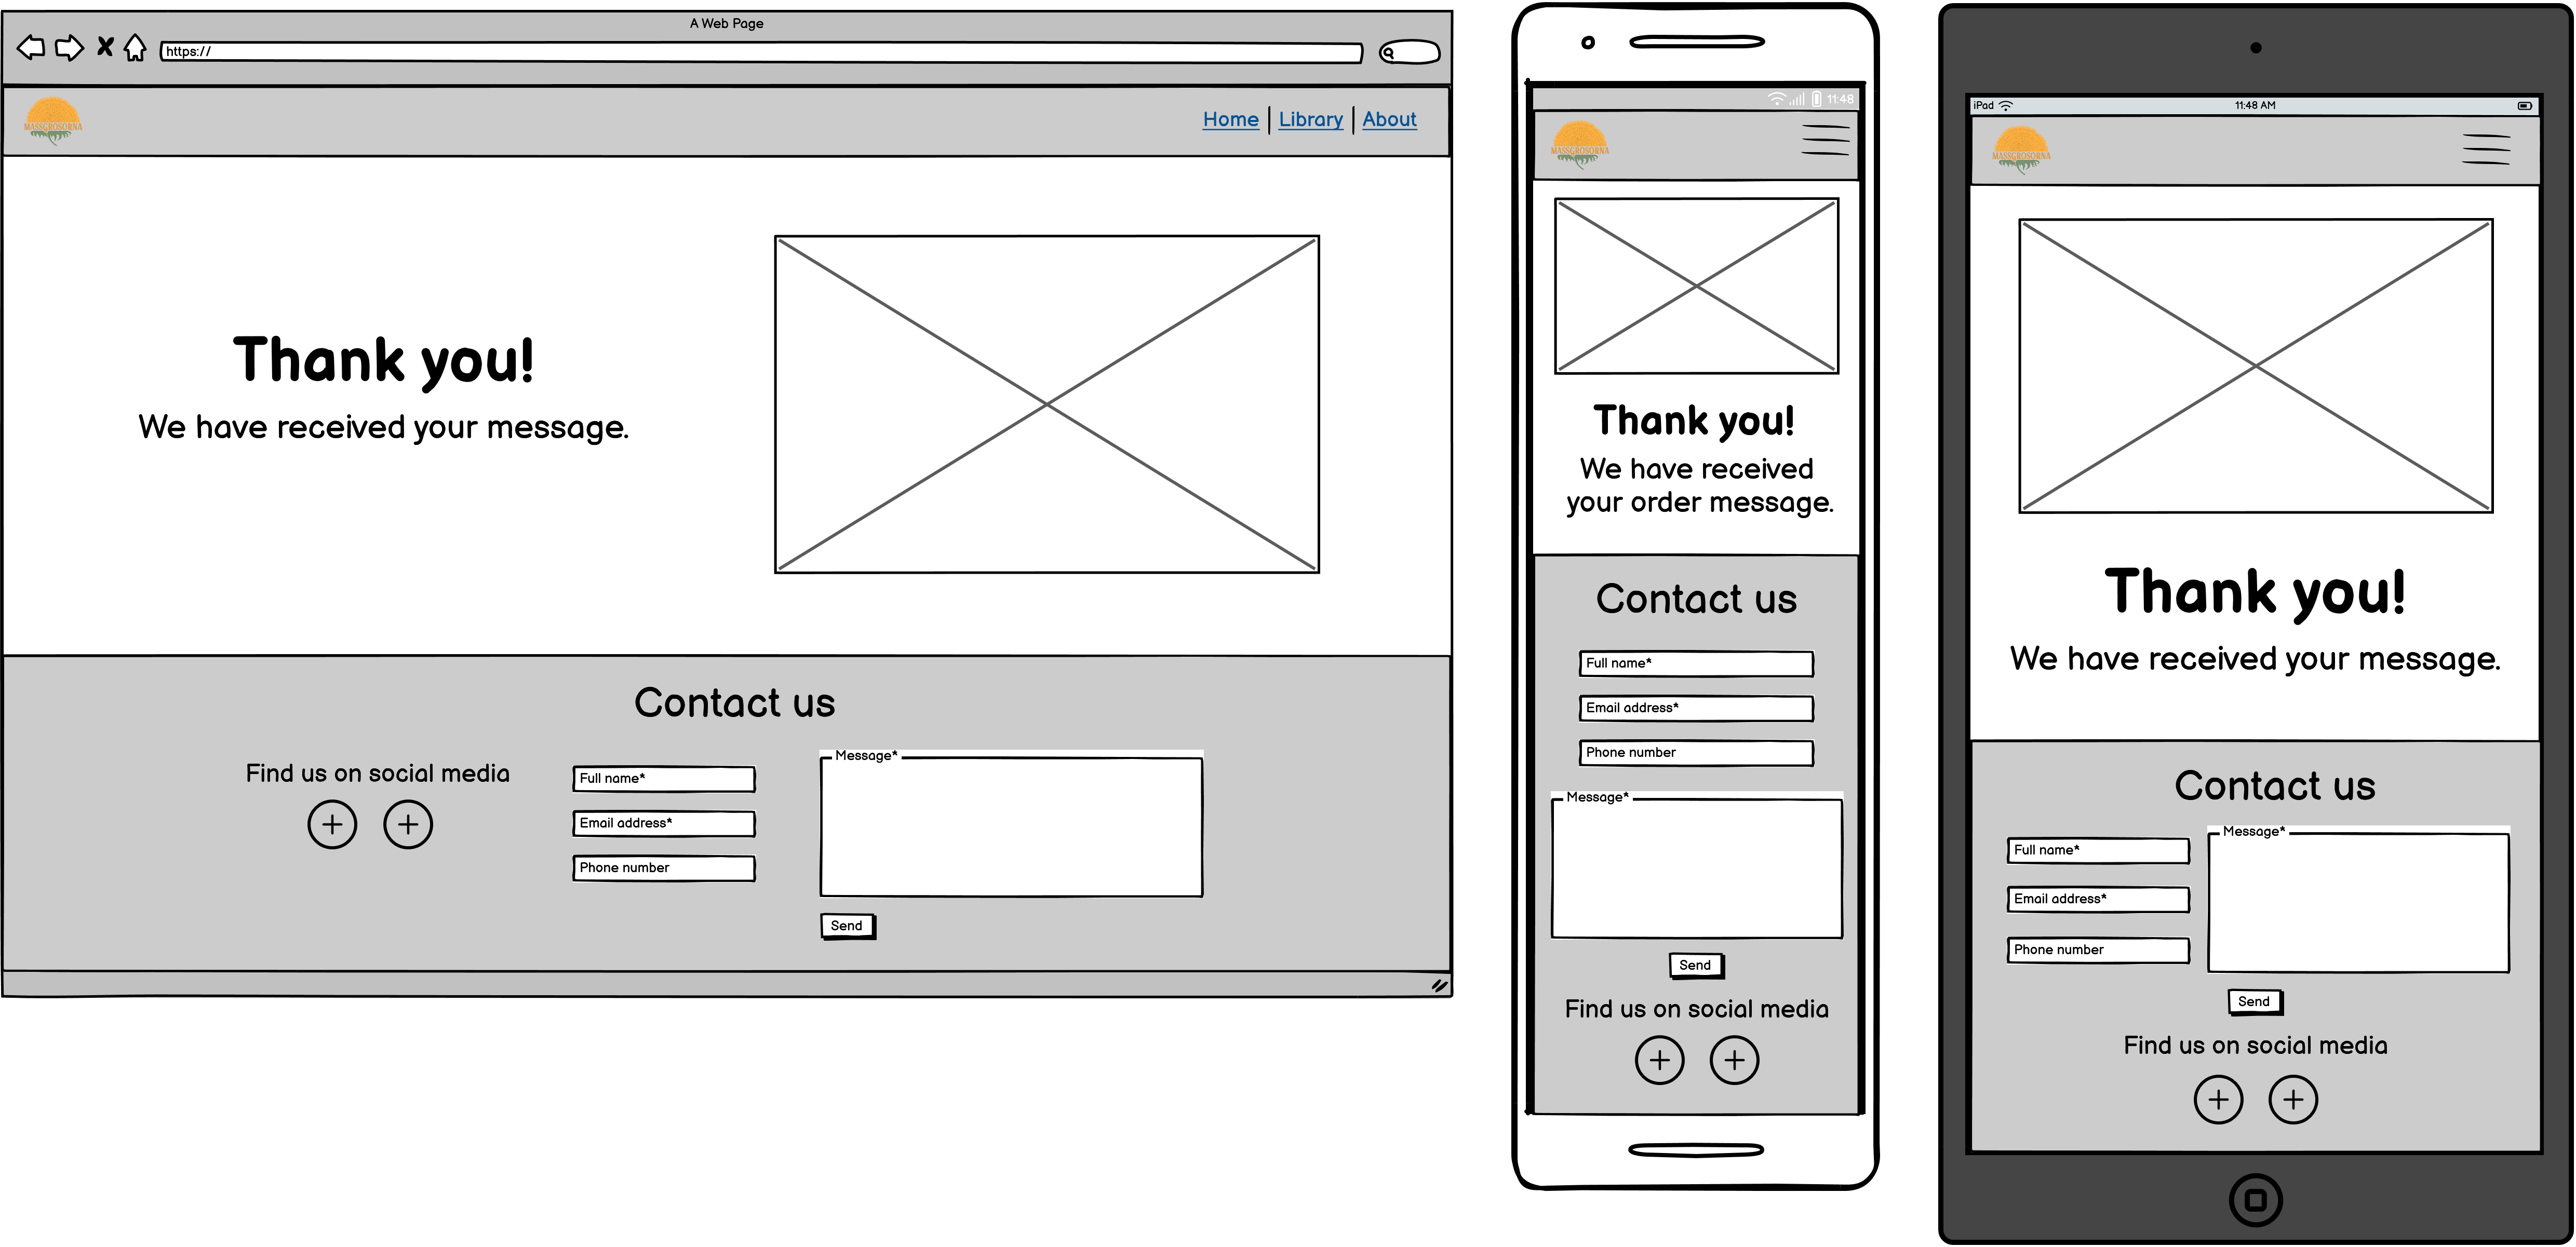 A Web Page
https://
MASSGROSORNA
Home
Library
About
Thank you!
We have received your message.
Contact us
Find us on social media
Full name*
Email address*
Phone number
Message*
Send
11:48
MASSGROSORNA
Thank you!
We have received
your order message.
Contact us
Full name*
Email address*
Phone number
Message*
Send
Find us on social media
iPad
11:48 AM
MASSGROSORNA
Thank you!
We have received your message.
Contact us
Full name*
Email address*
Phone number
Message*
Send
Find us on social media